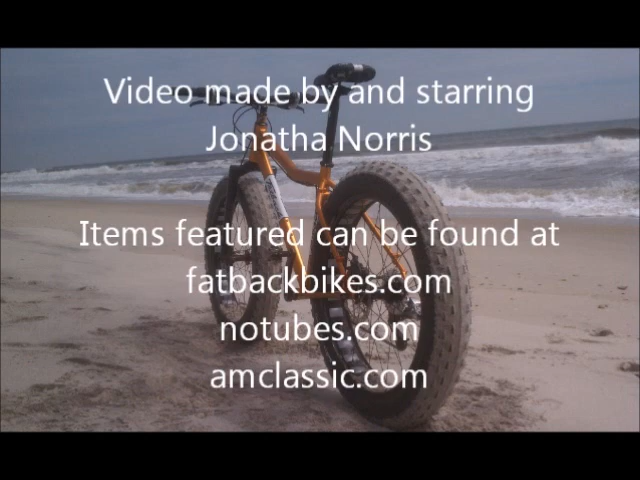 Video made by and starring
Jonatha Norris
Items featured can be found at
fatbackbikes.com
notubes.com
amclassic.com